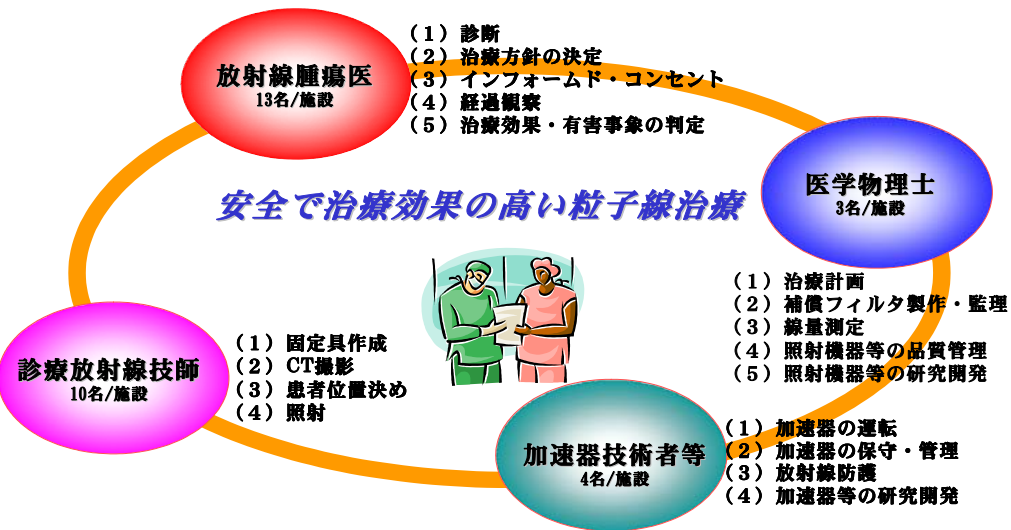 放射線腫瘍医
13名/施設
（１）診断
（２）治療方針の決定
（３）インフォームド・コンセント
（４）経過観察
（５）治療効果・有害事象の判定
医学物理士
3名/施設
安全で治療効果の高い粒子線治療
（１）治療計画
（２）補償フィルタ製作・監理
（３）線量測定
（４）照射機器等の品質管理
（５）照射機器等の研究開発
診療放射線技師
10名/施設
（１）固定具作成
（２）CT撮影
（３）患者位置決め
（４）照射
加速器技術者等
4名/施設
（１）加速器の運転
（２）加速器の保守・管理
（３）放射線防護
（４）加速器等の研究開発